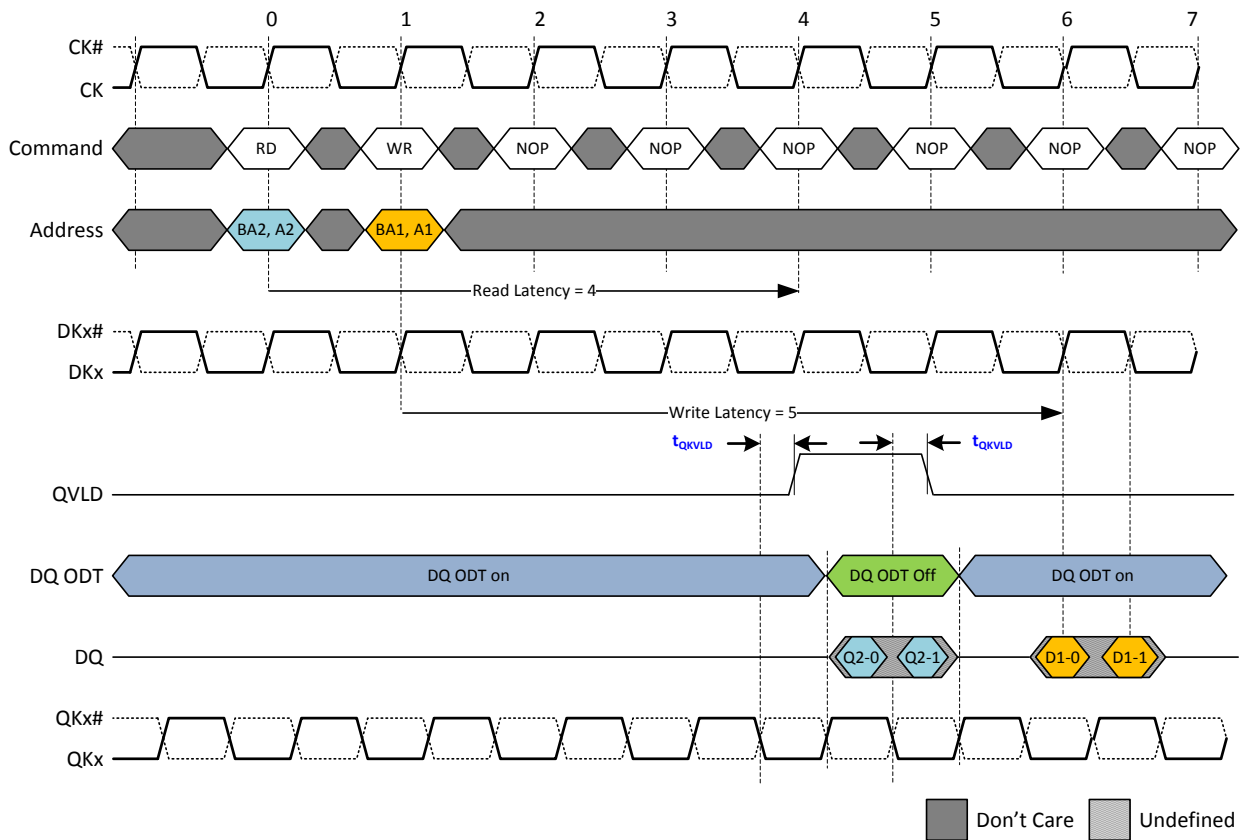 0 1 2 3 4 5 6 7
CK#
CK
Command RD WR NOP NOP NOP NOP NOP NOP
Address BA2, A2 BA1, A1
Read Latency = 4
DKx#
DKx
Write Latency = 5
tQKVLD tQKVLD
QVLD
DQ ODT DQ ODT on DQ ODT Off DQ ODT on
DQ Q2-0 Q2-1 D1-0 D1-1
QKx#
QKx
Don't Care Undefined